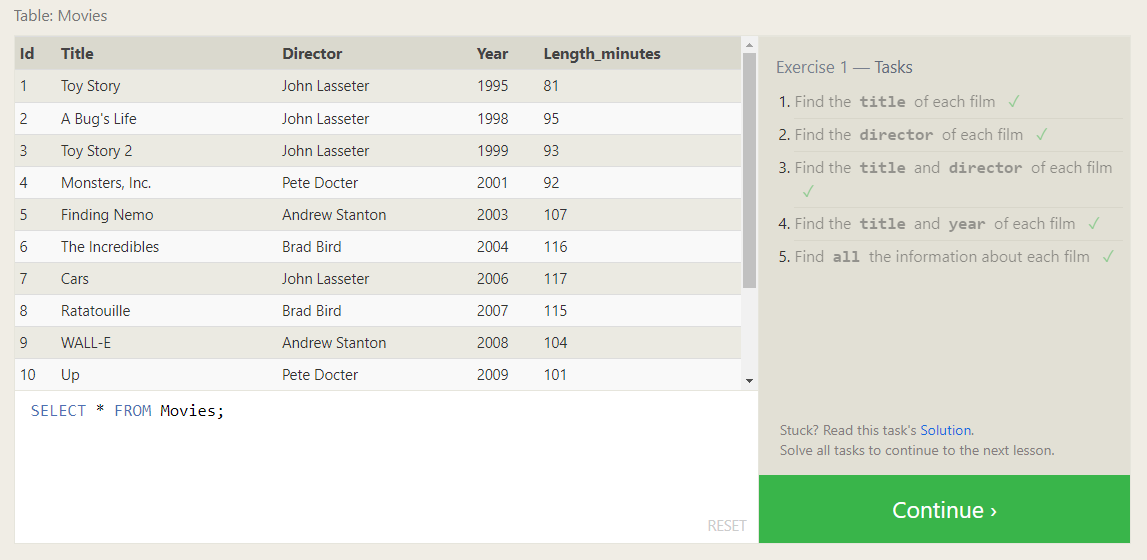 Table: Movies
Id Title Director Year Length_minutes
1 Toy Story John Lasseter 1995 81
2 A Bug's Life John Lasseter 1998 95
3 Toy Story 2 John Lasseter 1999 93
4 Monsters, Inc. Pete Docter 2001 92
5 Finding Nemo Andrew Stanton 2003 107
6 The Incredibles Brad Bird 2004 116
7 Cars John Lasseter 2006 117
8 Ratatouille Brad Bird 2007 115
9 WALL-E Andrew Stanton 2008 104
10 Up Pete Docter 2009 101
SELECT * FROM Movies;
RESET
Exercise 1 — Tasks
1. Find the title of each film ✓
2. Find the director of each film ✓
3. Find the title and director of each film
✓
4. Find the title and year of each film ✓
5. Find all the information about each film ✓
Stuck? Read this task's Solution.
Solve all tasks to continue to the next lesson.
Continue ›